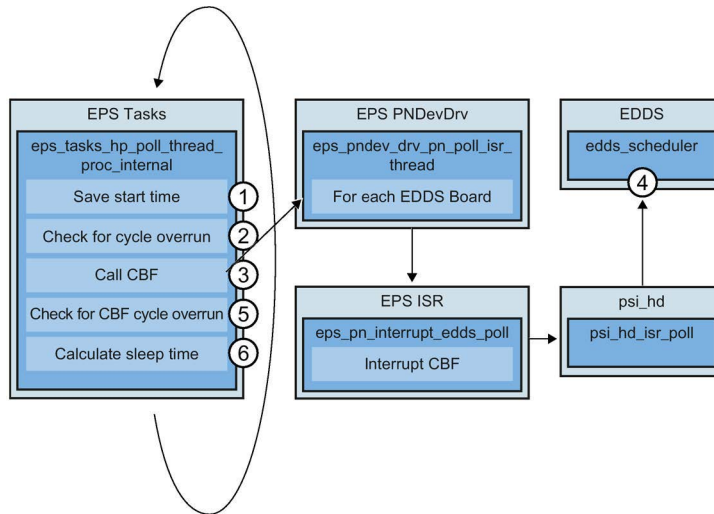 EPS Tasks
eps_tasks_hp_poll_thread_
proc_internal
Save start time
1
Check for cycle overrun
2
Call CBF
3
Check for CBF cycle overrun
5
Calculate sleep time
6
EPS PNDevDrv
eps_pndev_drv_pn_poll_isr_
thread
For each EDDS Board
EPS ISR
eps_pn_interrupt_edds_poll
Interrupt CBF
EDDS
edds_scheduler
4
psi_hd
psi_hd_isr_poll